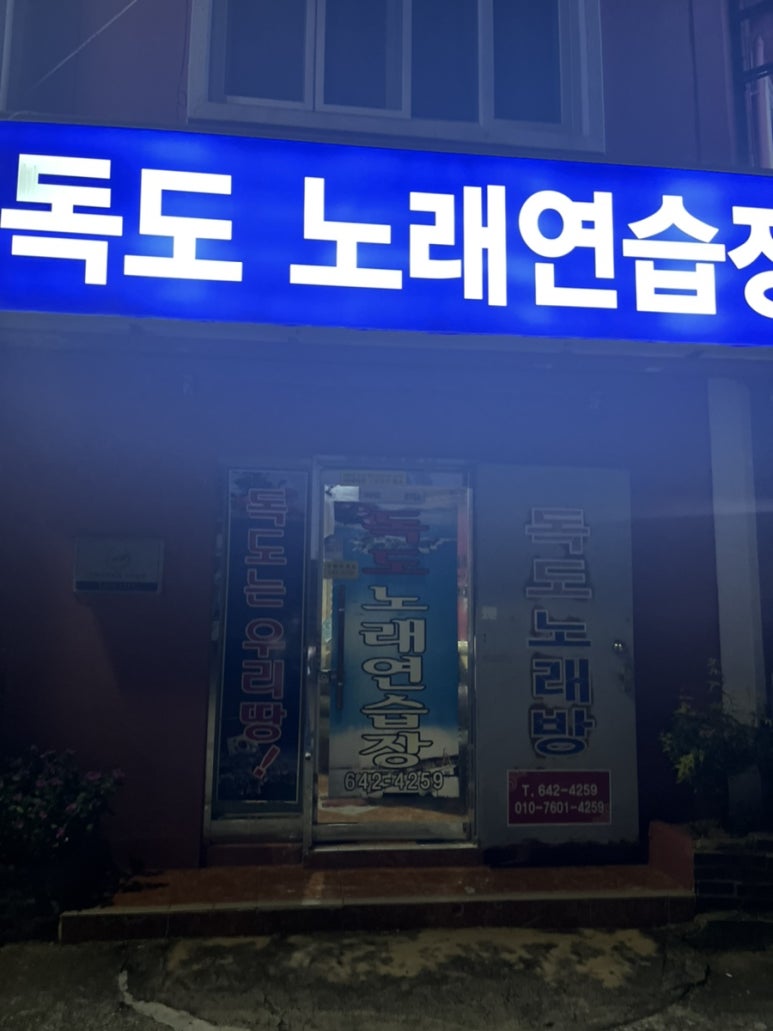 독도 노래연습장
독도는 우리땅!
독도 노래연습장
642-4259
독도노래방
T. 642-4259
010-7601-4259